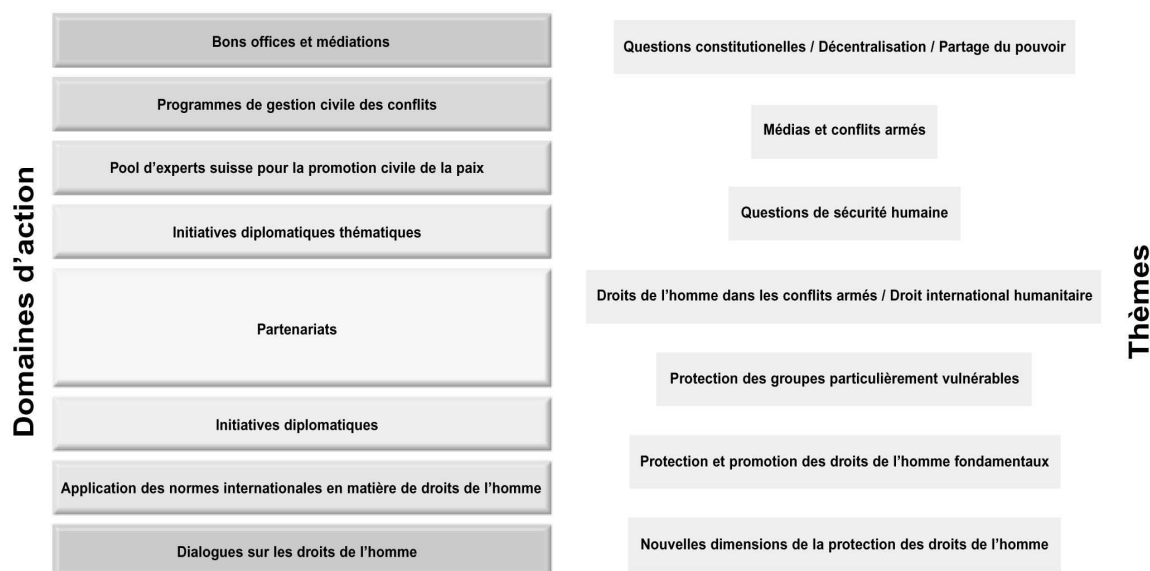 Domaines d’action
Bons offices et médiations
Programmes de gestion civile des conflits
Pool d’experts suisse pour la promotion civile de la paix
Initiatives diplomatiques thématiques
Partenariats
Initiatives diplomatiques
Application des normes internationales en matière de droits de l’homme
Dialogues sur les droits de l’homme
Questions constitutionelles / Décentralisation / Partage du pouvoir
Médias et conflits armés
Questions de sécurité humaine
Droits de l’homme dans les conflits armés / Droit international humanitaire
Protection des groupes particulièrement vulnérables
Protection et promotion des droits de l’homme fondamentaux
Nouvelles dimensions de la protection des droits de l’homme
Thèmes